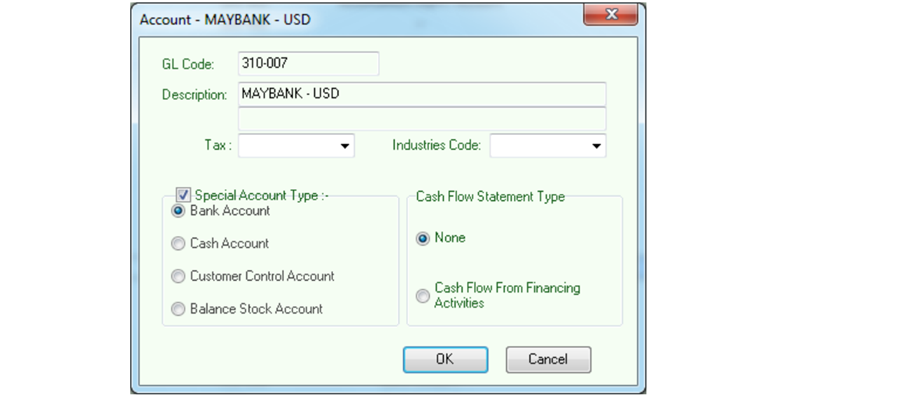 Account - MAYBANK - USD
GL Code: 310-007
Description: MAYBANK - USD
Tax : Industries Code:
Special Account Type :-
Bank Account
Cash Account
Customer Control Account
Balance Stock Account
Cash Flow Statement Type
None
Cash Flow From Financing
Activities
OK Cancel